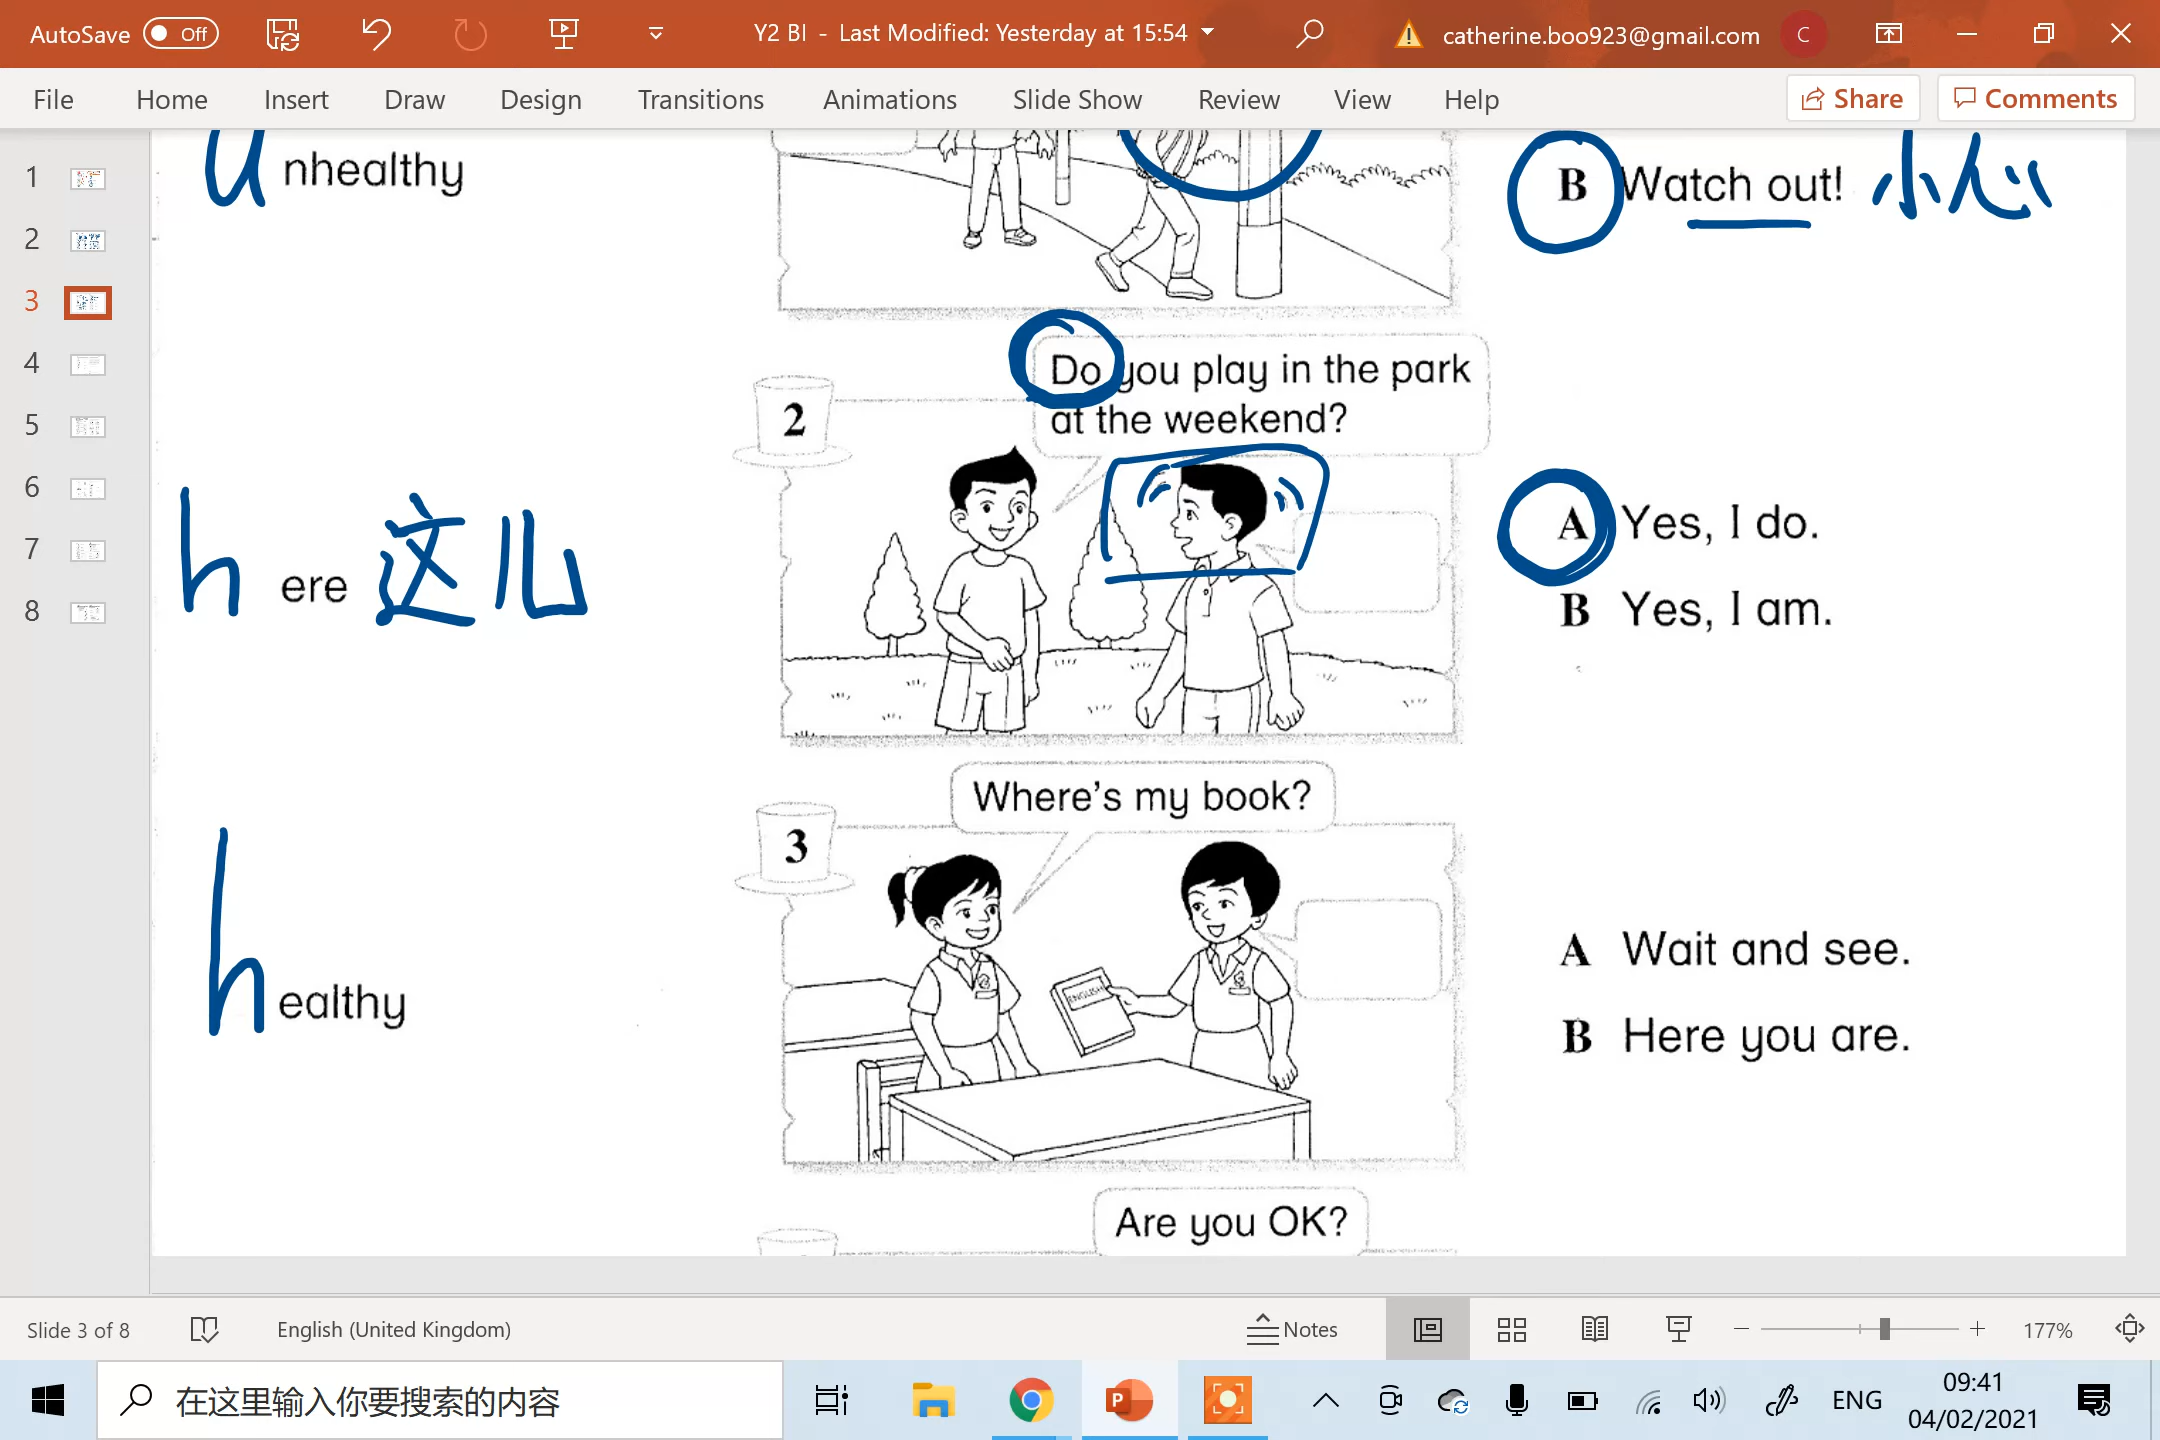 AutoSave Off
Y2 BI - Last Modified: Yesterday at 15:54
catherine.boo923@gmail.com C
File Home Insert Draw Design Transitions Animations Slide Show Review View Help Share Comments
1
2
3
4
5
6
7
8
unhealthy
here 这儿
healthy
B Watch out! 小心
2
Do you play in the park
at the weekend?
A Yes, I do.
B Yes, I am.
3
Where's my book?
ENGLISH
A Wait and see.
B Here you are.
Are you OK?
Slide 3 of 8 English (United Kingdom) Notes 177%
在这里输入你要搜索的内容
P
ENG
09:41
04/02/2021